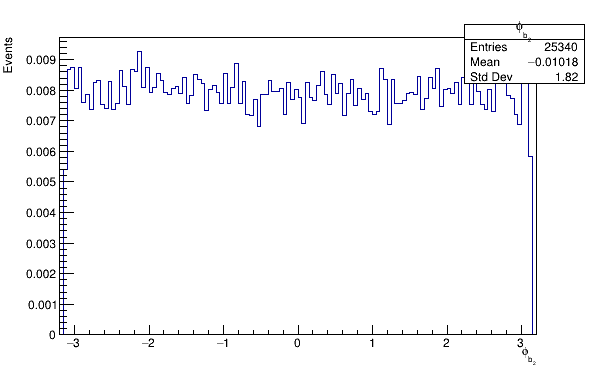 ϕ_b₂
Entries 25340
Mean −0.01018
Std Dev 1.82
Events
0.009
0.008
0.007
0.006
0.005
0.004
0.003
0.002
0.001
0
−3 −2 −1 0 1 2 3
ϕ_b₂